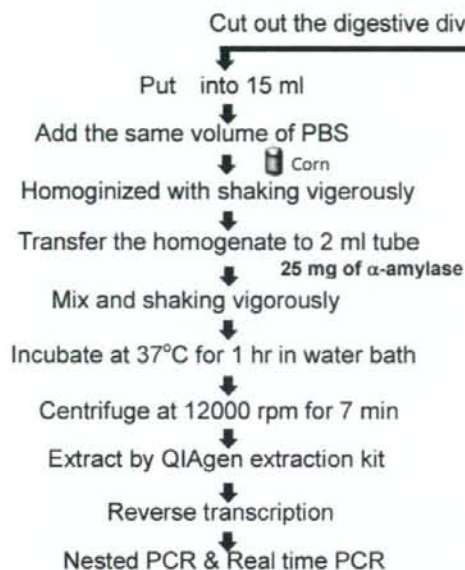 Cut out the digestive div
Put into 15 ml
Add the same volume of PBS
Corn
Homoginized with shaking vigerously
Transfer the homogenate to 2 ml tube
25 mg of α-amylase
Mix and shaking vigorously
Incubate at 37°C for 1 hr in water bath
Centrifuge at 12000 rpm for 7 min
Extract by QIAgen extraction kit
Reverse transcription
Nested PCR & Real time PCR